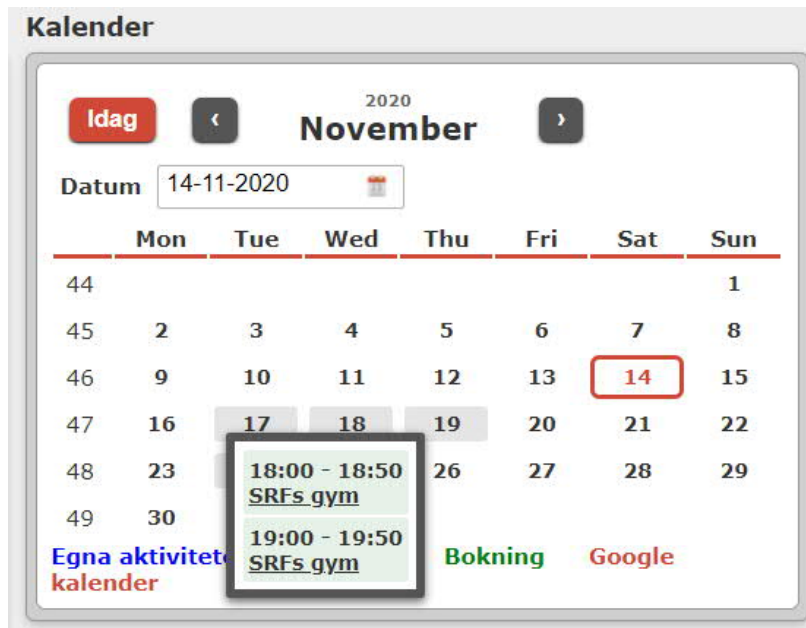 Kalender
2020
Idag ‹ November ›
Datum 14-11-2020
Mon Tue Wed Thu Fri Sat Sun
44 1
45 2 3 4 5 6 7 8
46 9 10 11 12 13 14 15
47 16 17 18 19 20 21 22
48 23 26 27 28 29
49 30
18:00 - 18:50
SRFs gym
19:00 - 19:50
SRFs gym
Egna Bokning Google
kalender